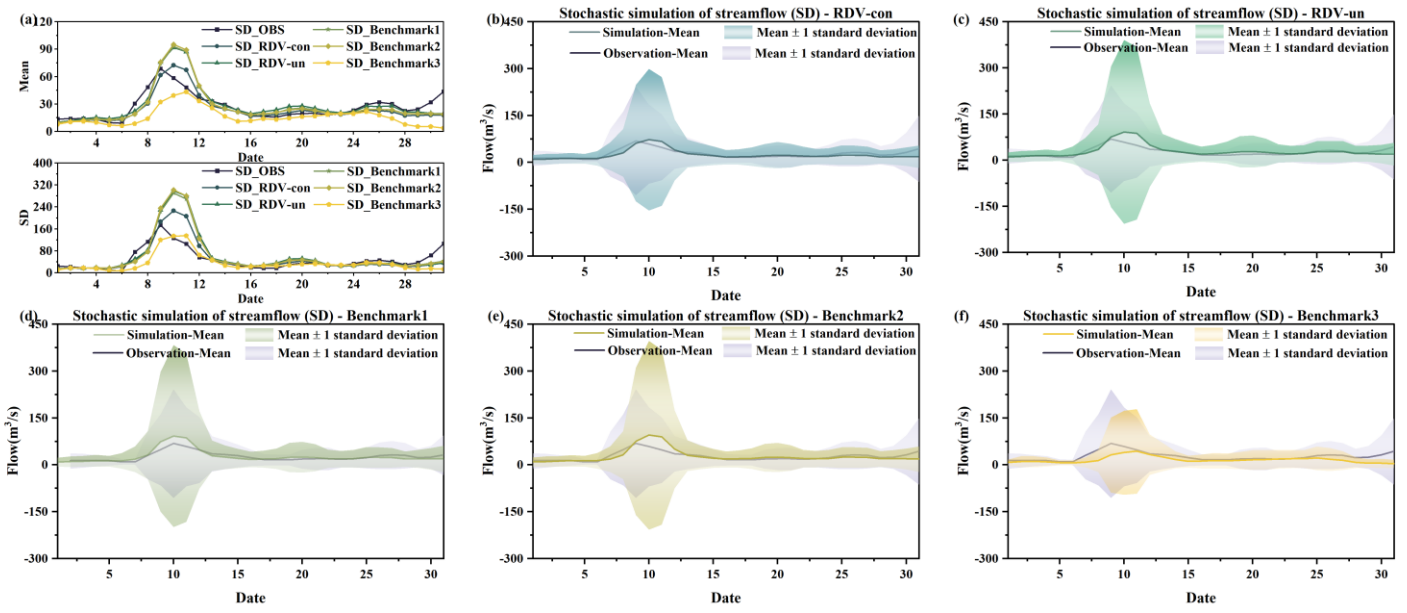 (a)
120
90
60
30
0
Mean
SD_OBS
SD_RDV-con
SD_RDV-un
SD_Benchmark1
SD_Benchmark2
SD_Benchmark3
4 8 12 16 20 24 28
Date
400
320
240
160
80
0
SD
SD_OBS
SD_RDV-con
SD_RDV-un
SD_Benchmark1
SD_Benchmark2
SD_Benchmark3
4 8 12 16 20 24 28
Date
(b)
Stochastic simulation of streamflow (SD) - RDV-con
Simulation-Mean
Observation-Mean
Mean ± 1 standard deviation
Mean ± 1 standard deviation
450
300
150
0
-150
-300
Flow(m³/s)
5 10 15 20 25 30
Date
(c)
Stochastic simulation of streamflow (SD) - RDV-un
Simulation-Mean
Observation-Mean
Mean ± 1 standard deviation
Mean ± 1 standard deviation
450
300
150
0
-150
-300
Flow(m³/s)
5 10 15 20 25 30
Date
(d)
Stochastic simulation of streamflow (SD) - Benchmark1
Simulation-Mean
Observation-Mean
Mean ± 1 standard deviation
Mean ± 1 standard deviation
450
300
150
0
-150
-300
Flow(m³/s)
5 10 15 20 25 30
Date
(e)
Stochastic simulation of streamflow (SD) - Benchmark2
Simulation-Mean
Observation-Mean
Mean ± 1 standard deviation
Mean ± 1 standard deviation
450
300
150
0
-150
-300
Flow(m³/s)
5 10 15 20 25 30
Date
(f)
Stochastic simulation of streamflow (SD) - Benchmark3
Simulation-Mean
Observation-Mean
Mean ± 1 standard deviation
Mean ± 1 standard deviation
450
300
150
0
-150
-300
Flow(m³/s)
5 10 15 20 25 30
Date